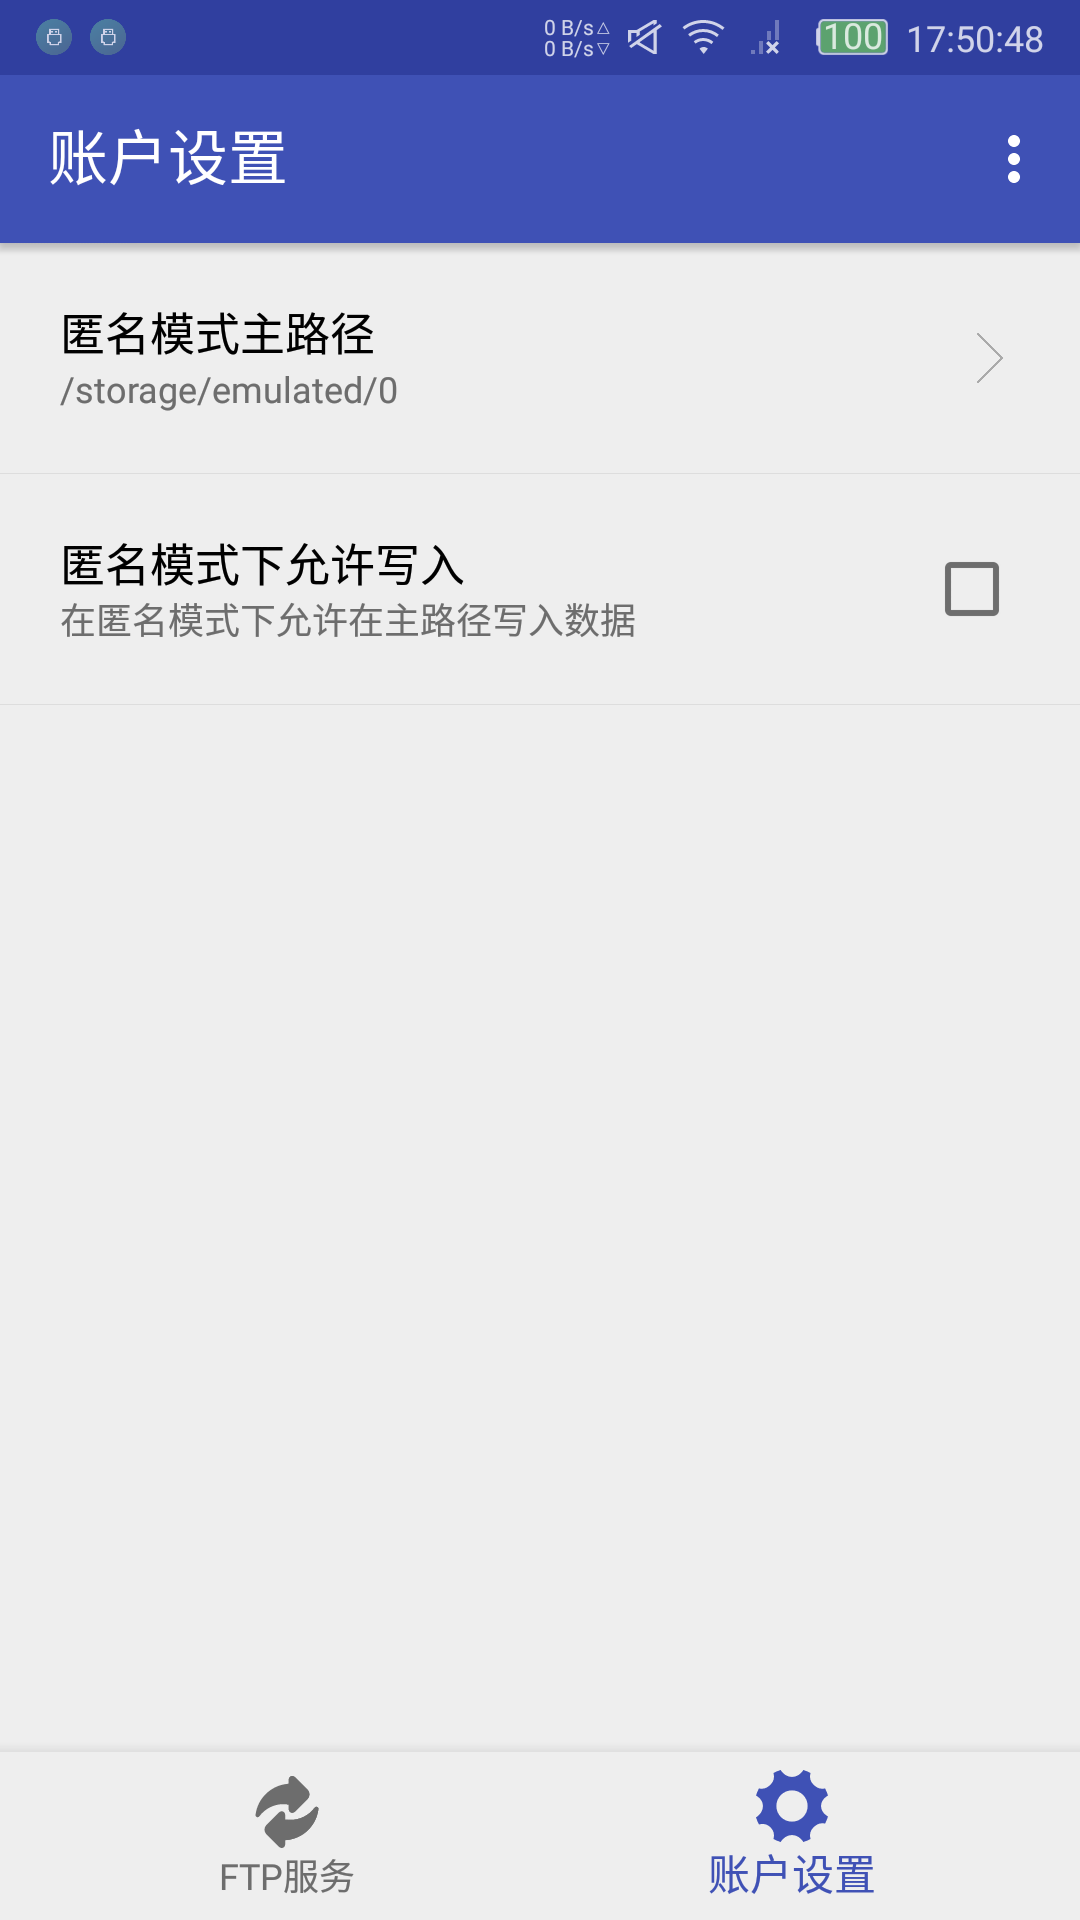 0 B/s△
0 B/s▽
100
17:50:48
账户设置
匿名模式主路径
/storage/emulated/0
匿名模式下允许写入
在匿名模式下允许在主路径写入数据
FTP服务
账户设置